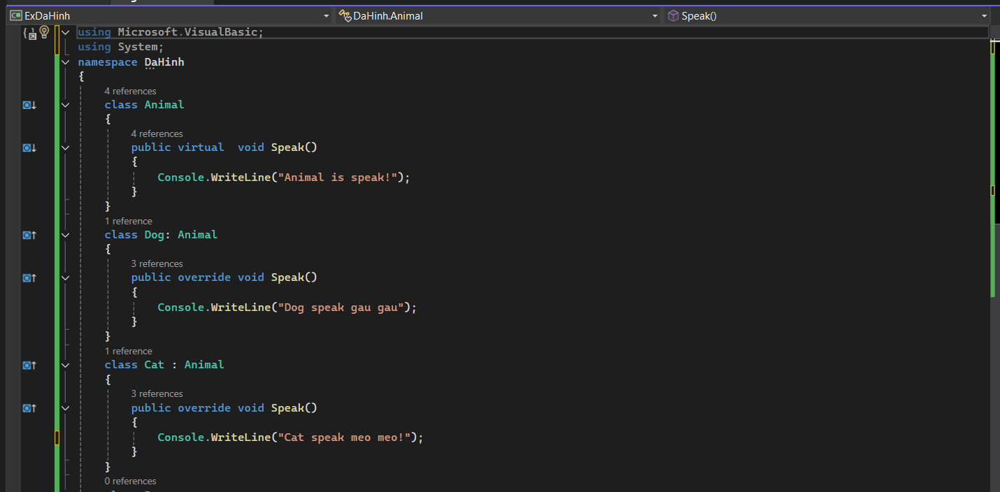 ExDaHinh
DaHinh.Animal
Speak()
using Microsoft.VisualBasic;
using System;
namespace DaHinh
{
4 references
class Animal
{
4 references
public virtual  void Speak()
{
Console.WriteLine("Animal is speak!");
}
}
1 reference
class Dog: Animal
{
3 references
public override void Speak()
{
Console.WriteLine("Dog speak gau gau");
}
}
1 reference
class Cat : Animal
{
3 references
public override void Speak()
{
Console.WriteLine("Cat speak meo meo!");
}
}
0 references